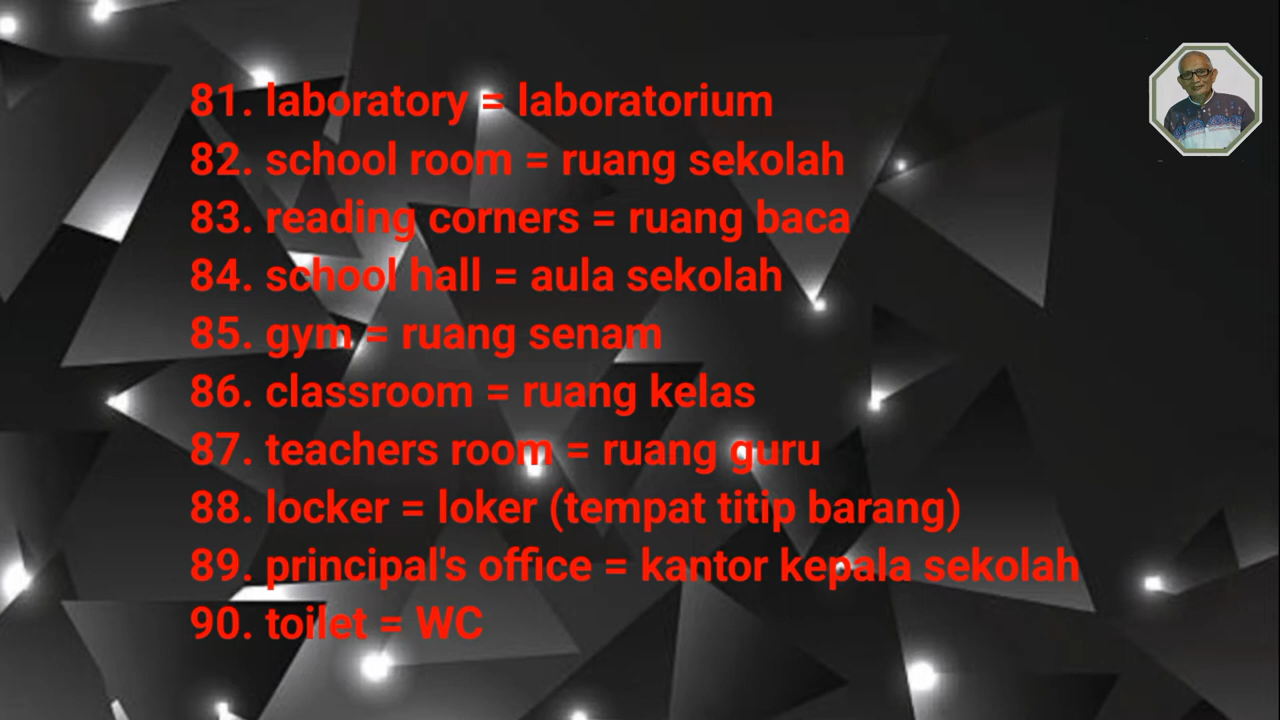 81. laboratory = laboratorium
82. school room = ruang sekolah
83. reading corners = ruang baca
84. school hall = aula sekolah
85. gym = ruang senam
86. classroom = ruang kelas
87. teachers room = ruang guru
88. locker = loker (tempat titip barang)
89. principal's office = kantor kepala sekolah
90. toilet = WC